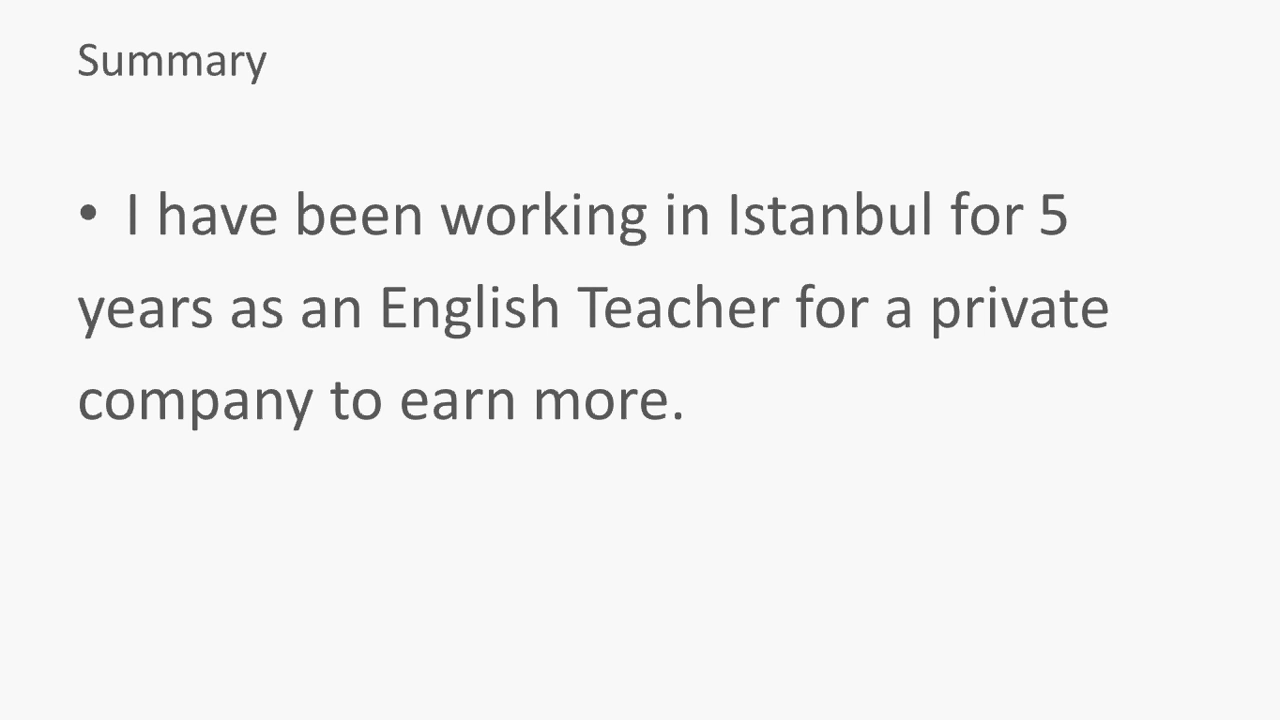 Summary
• I have been working in Istanbul for 5
years as an English Teacher for a private
company to earn more.